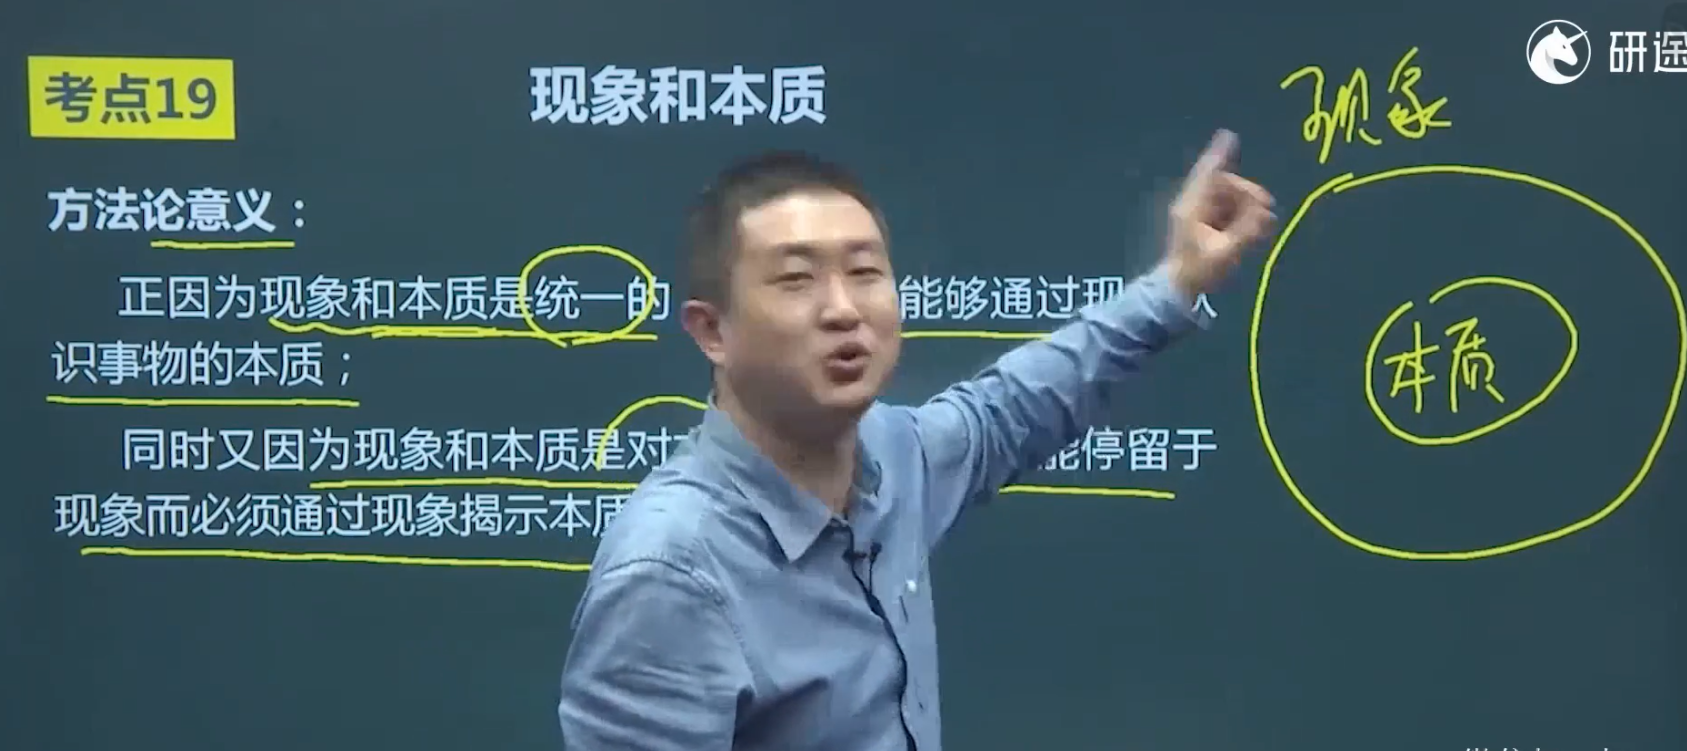 考点19
现象和本质
研途
现象
方法论意义：
正因为现象和本质是统一的 能够通过现
识事物的本质；
本质
同时又因为现象和本质是对 能停留于
现象而必须通过现象揭示本质